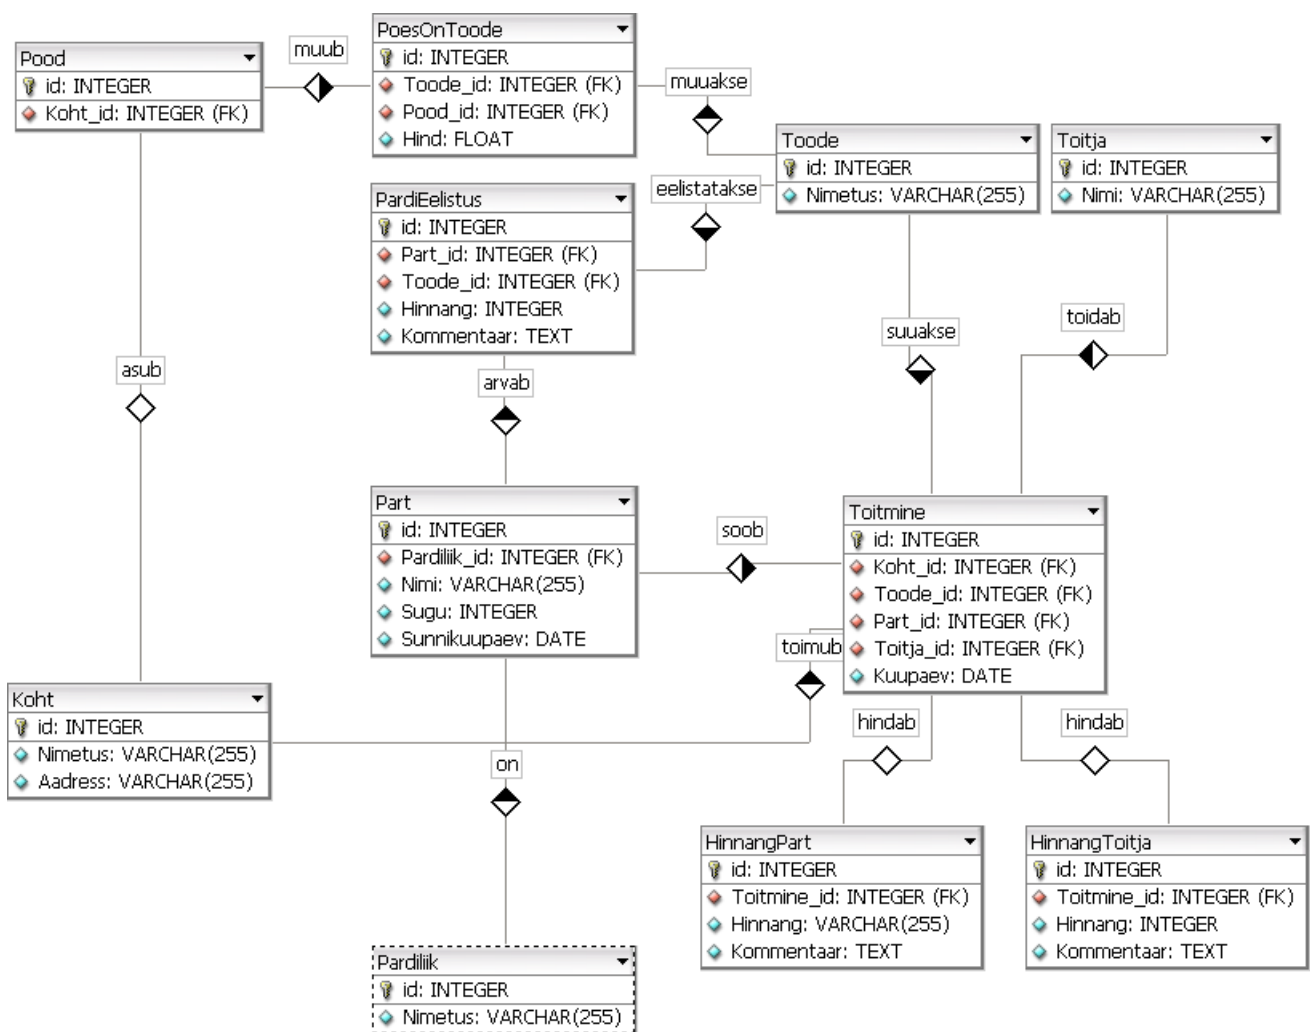 Pood
id: INTEGER
Koht_id: INTEGER (FK)
muub
PoesOnToode
id: INTEGER
Toode_id: INTEGER (FK)
Pood_id: INTEGER (FK)
Hind: FLOAT
muuakse
Toode
id: INTEGER
Nimetus: VARCHAR(255)
Toitja
id: INTEGER
Nimi: VARCHAR(255)
PardiEelistus
id: INTEGER
Part_id: INTEGER (FK)
Toode_id: INTEGER (FK)
Hinnang: INTEGER
Kommentaar: TEXT
eelistatakse
suuakse
toidab
asub
arvab
Part
id: INTEGER
Pardiliik_id: INTEGER (FK)
Nimi: VARCHAR(255)
Sugu: INTEGER
Sunnikuupaev: DATE
soob
Toitmine
id: INTEGER
Koht_id: INTEGER (FK)
Toode_id: INTEGER (FK)
Part_id: INTEGER (FK)
Toitja_id: INTEGER (FK)
Kuupaev: DATE
toimub
Koht
id: INTEGER
Nimetus: VARCHAR(255)
Aadress: VARCHAR(255)
on
hindab
hindab
HinnangPart
id: INTEGER
Toitmine_id: INTEGER (FK)
Hinnang: VARCHAR(255)
Kommentaar: TEXT
HinnangToitja
id: INTEGER
Toitmine_id: INTEGER (FK)
Hinnang: INTEGER
Kommentaar: TEXT
Pardiliik
id: INTEGER
Nimetus: VARCHAR(255)